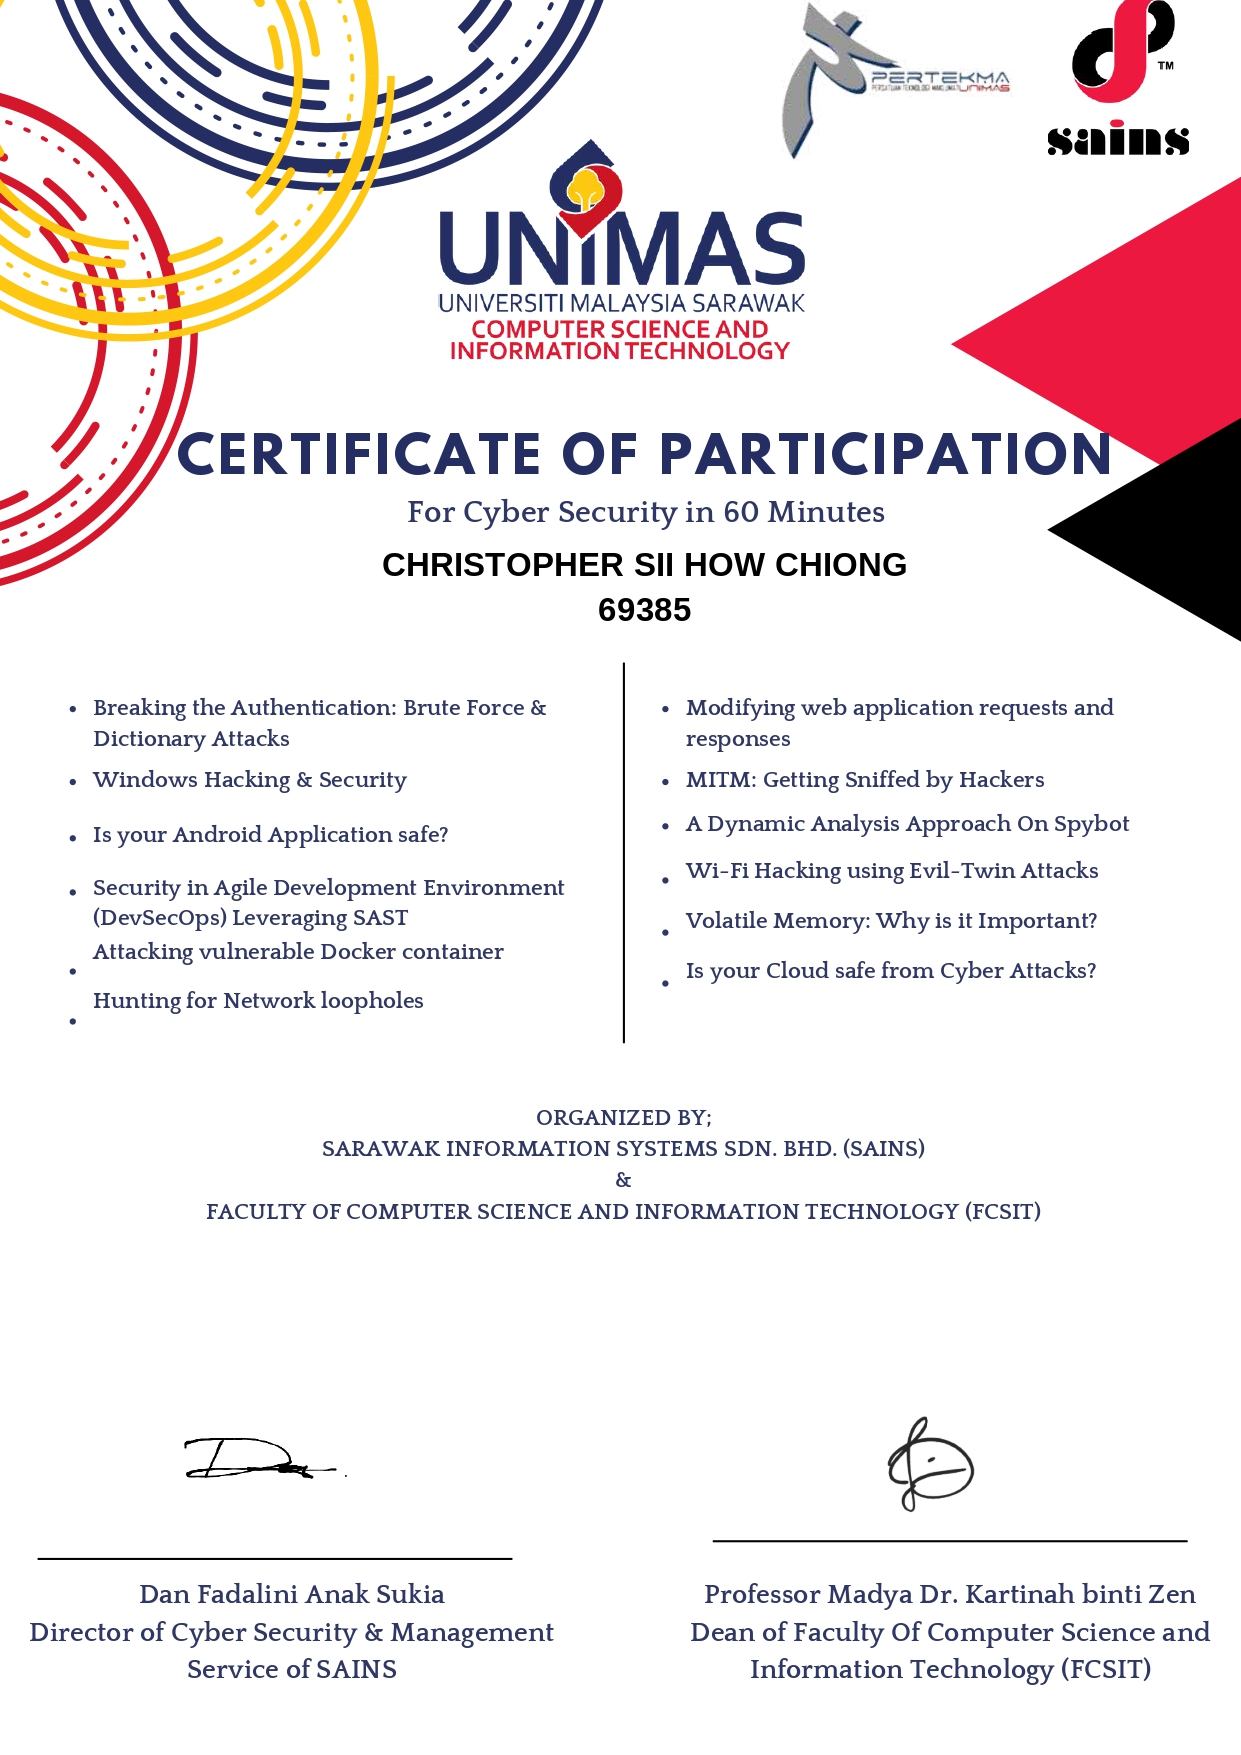 PERTEKMA
PERSATUAN TEKNOLOGI MAKLUMAT UNIMAS
TM
sains
UNIMAS
UNIVERSITI MALAYSIA SARAWAK
COMPUTER SCIENCE AND
INFORMATION TECHNOLOGY
CERTIFICATE OF PARTICIPATION
For Cyber Security in 60 Minutes
CHRISTOPHER SII HOW CHIONG
69385
• Breaking the Authentication: Brute Force &
Dictionary Attacks
• Windows Hacking & Security
• Is your Android Application safe?
• Security in Agile Development Environment
(DevSecOps) Leveraging SAST
• Attacking vulnerable Docker container
• Hunting for Network loopholes
• Modifying web application requests and
responses
• MITM: Getting Sniffed by Hackers
• A Dynamic Analysis Approach On Spybot
• Wi-Fi Hacking using Evil-Twin Attacks
• Volatile Memory: Why is it Important?
• Is your Cloud safe from Cyber Attacks?
ORGANIZED BY;
SARAWAK INFORMATION SYSTEMS SDN. BHD. (SAINS)
&
FACULTY OF COMPUTER SCIENCE AND INFORMATION TECHNOLOGY (FCSIT)
Dan Fadalini Anak Sukia
Director of Cyber Security & Management
Service of SAINS
Professor Madya Dr. Kartinah binti Zen
Dean of Faculty Of Computer Science and
Information Technology (FCSIT)